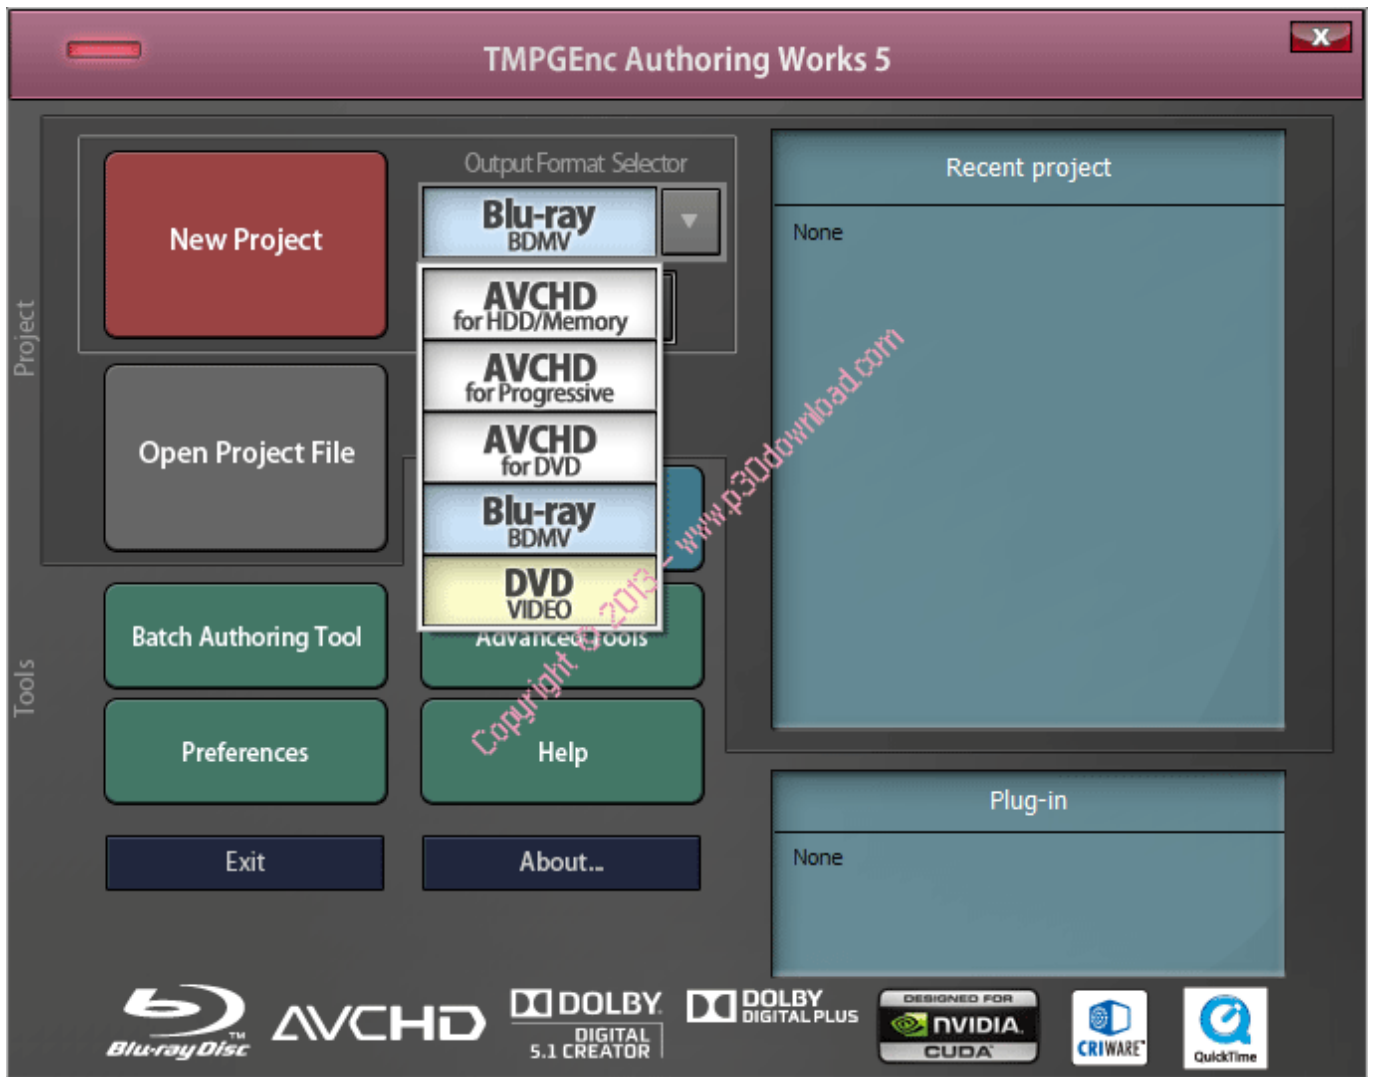 TMPGEnc Authoring Works 5
X
Project
New Project
Output Format Selector
Blu-ray
BDMV
AVCHD
for HDD/Memory
AVCHD
for Progressive
AVCHD
for DVD
Blu-ray
BDMV
DVD
VIDEO
Open Project File
Recent project
None
Tools
Batch Authoring Tool
Advanced Tools
Preferences
Help
Exit
About...
Plug-in
None
Copyright © 2013 - www.p30download.com
Blu-ray Disc™
AVCHD
DOLBY
DIGITAL
5.1 CREATOR
DOLBY
DIGITAL PLUS
DESIGNED FOR
NVIDIA
CUDA
CRIWARE™
QuickTime